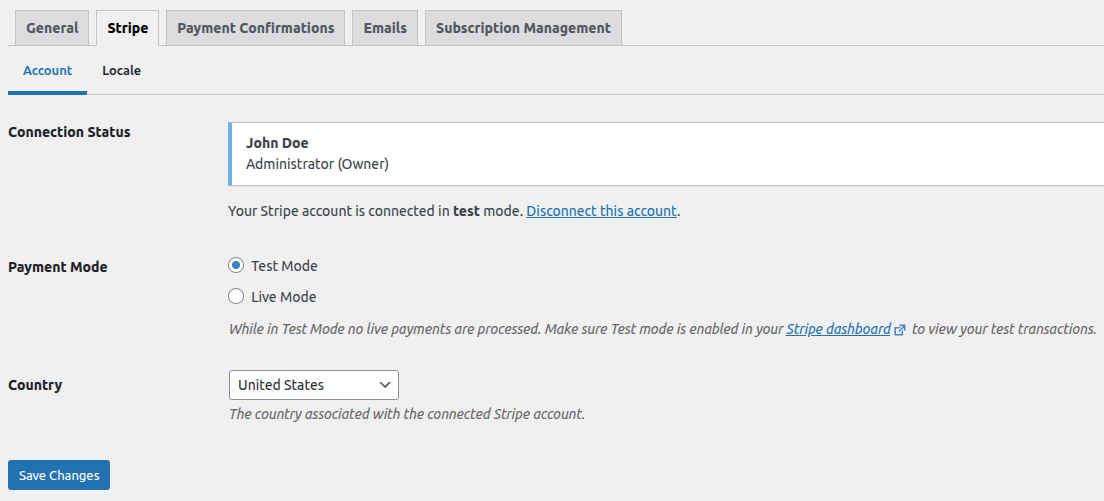 General Stripe Payment Confirmations Emails Subscription Management
Account Locale
Connection Status
John Doe
Administrator (Owner)
Your Stripe account is connected in test mode. Disconnect this account.
Payment Mode
Test Mode
Live Mode
While in Test Mode no live payments are processed. Make sure Test mode is enabled in your Stripe dashboard to view your test transactions.
Country
United States
The country associated with the connected Stripe account.
Save Changes